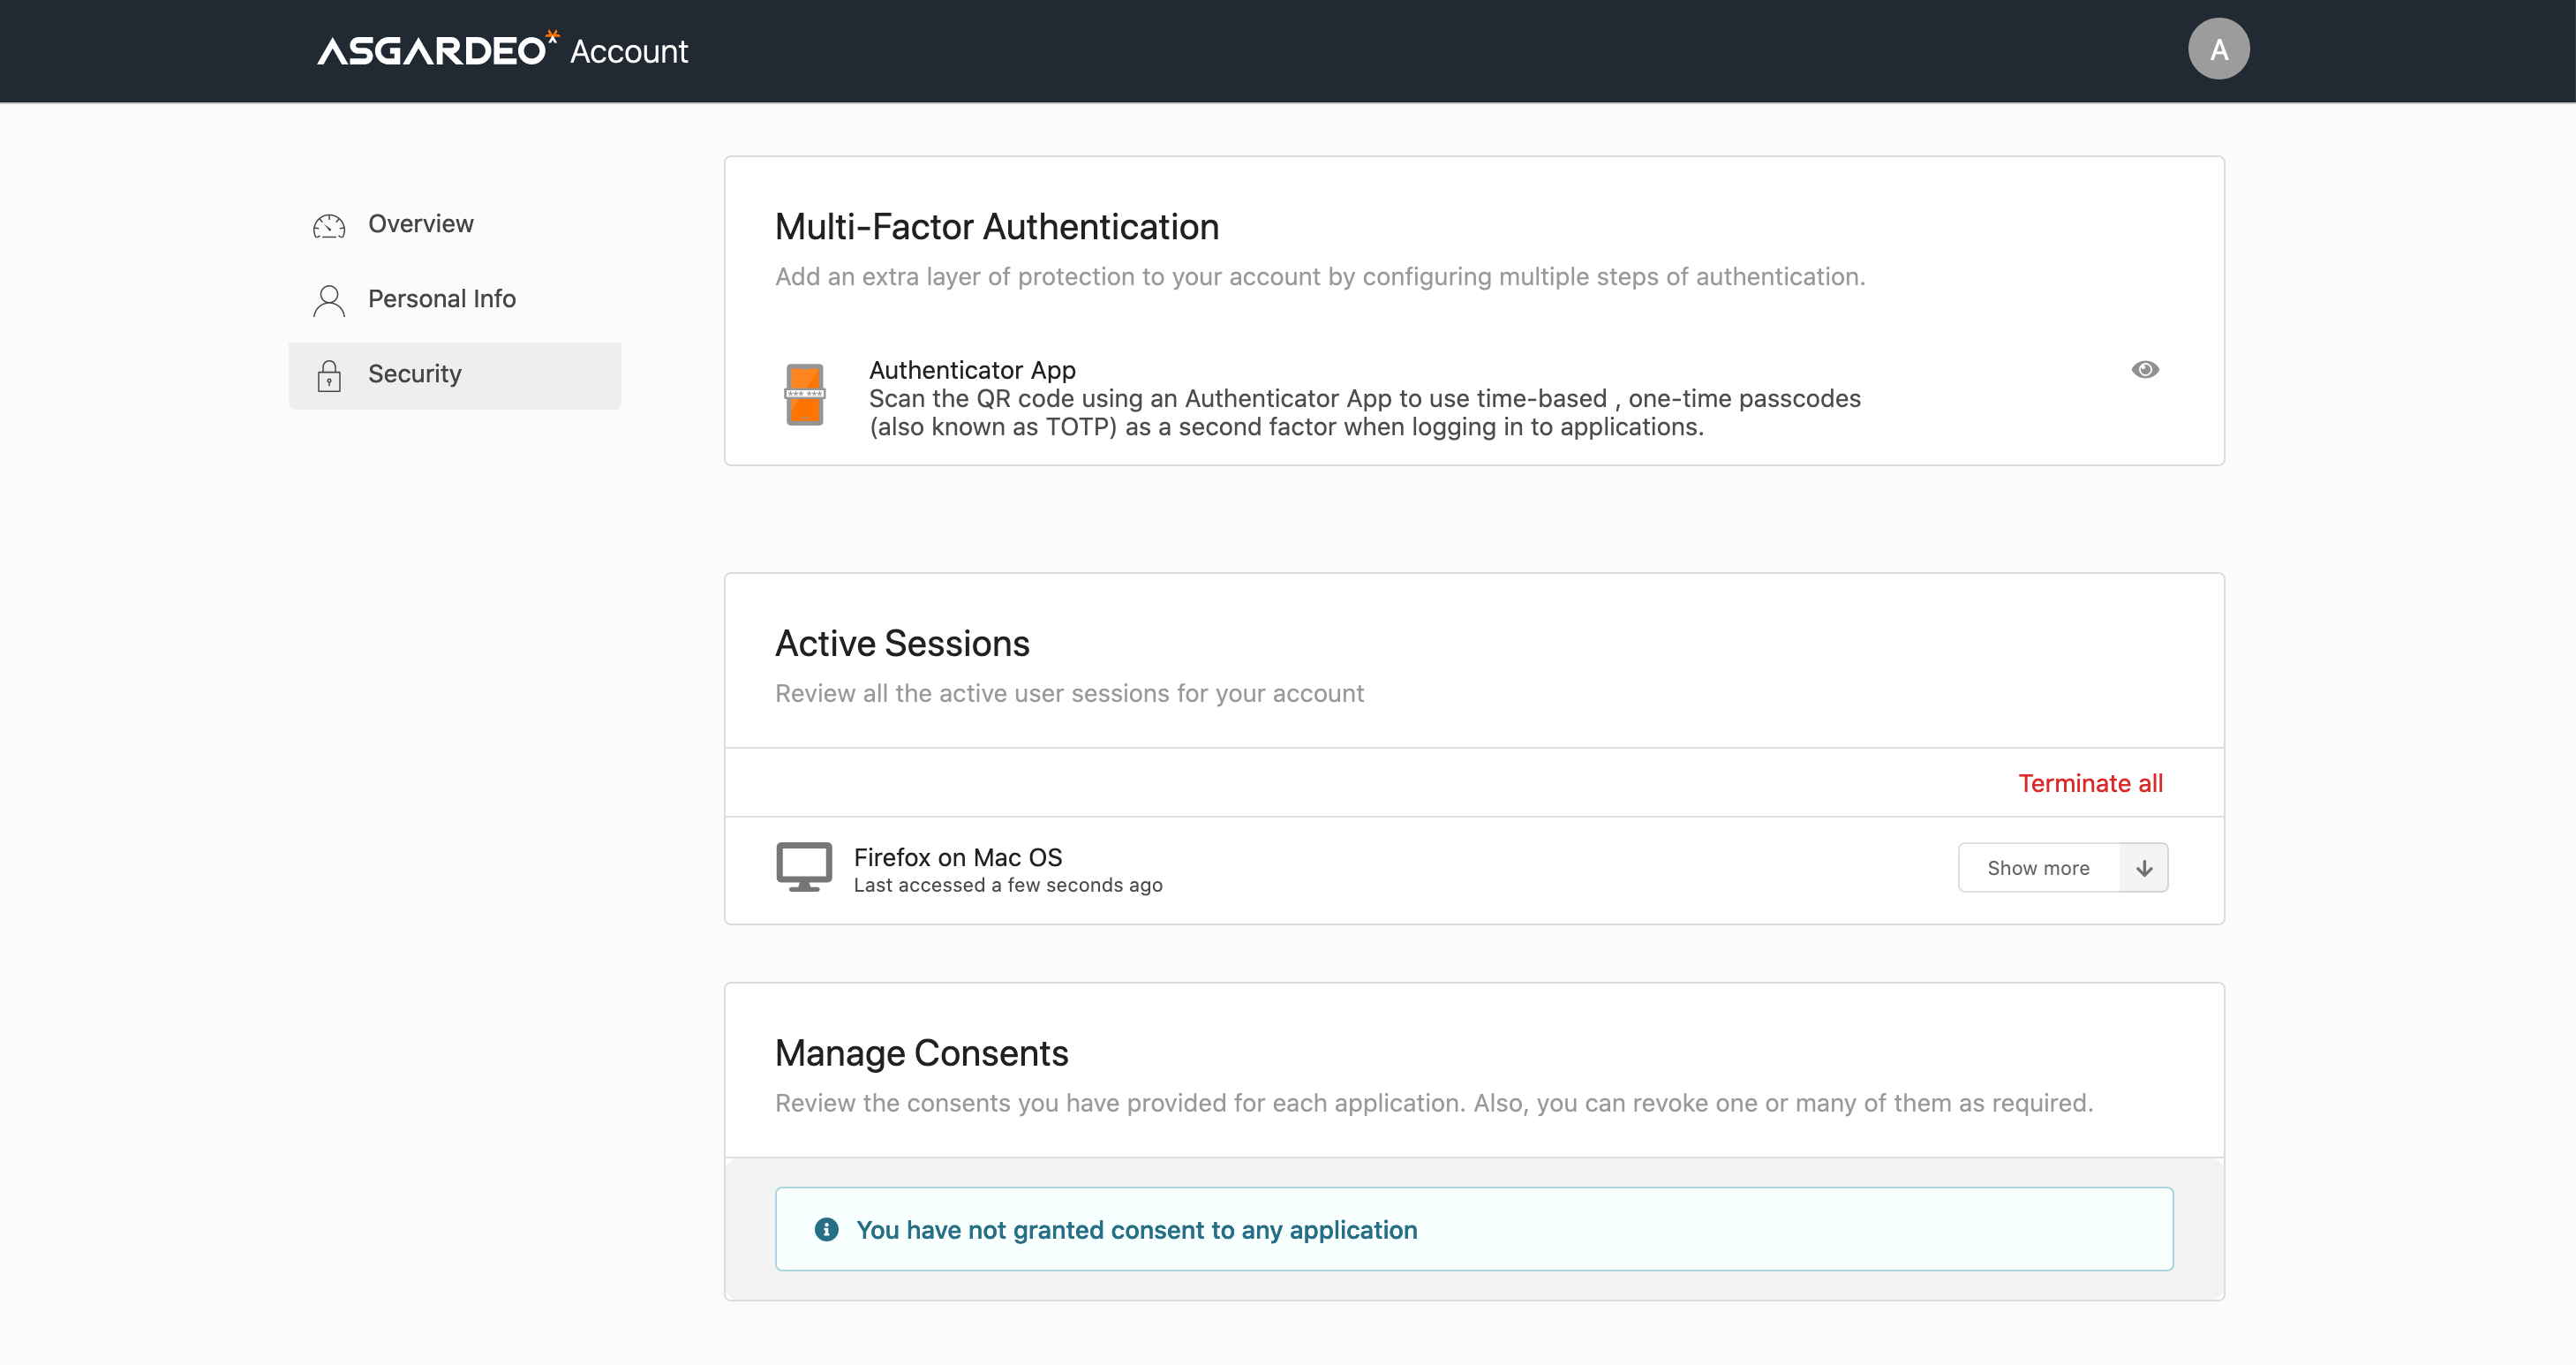 ASGARDEO Account
A
Overview
Personal Info
Security
Multi-Factor Authentication
Add an extra layer of protection to your account by configuring multiple steps of authentication.
Authenticator App
Scan the QR code using an Authenticator App to use time-based , one-time passcodes
(also known as TOTP) as a second factor when logging in to applications.
*** ***
Active Sessions
Review all the active user sessions for your account
Terminate all
Firefox on Mac OS
Last accessed a few seconds ago
Show more
Manage Consents
Review the consents you have provided for each application. Also, you can revoke one or many of them as required.
You have not granted consent to any application